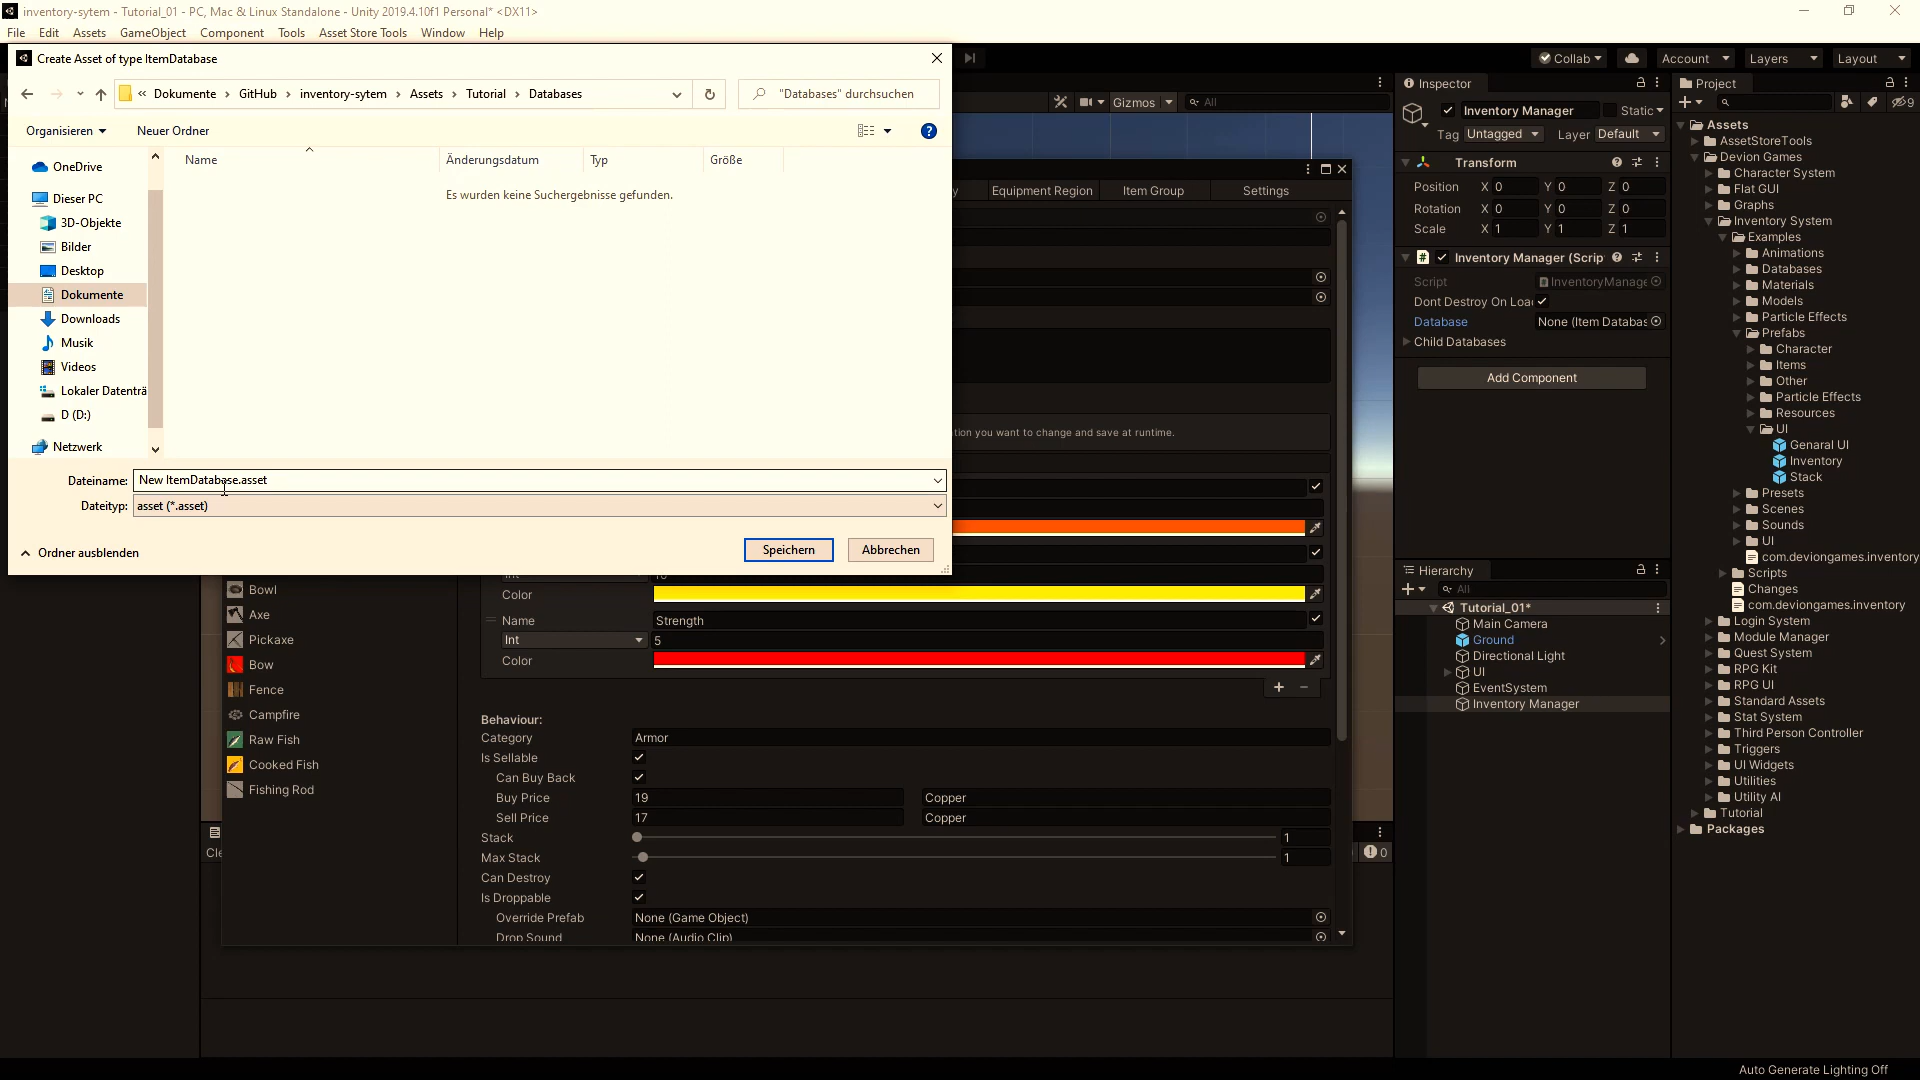 inventory-sytem - Tutorial_01 - PC, Mac & Linux Standalone - Unity 2019.4.10f1 Personal* <DX11>
File Edit Assets GameObject Component Tools Asset Store Tools Window Help
Create Asset of type ItemDatabase
« Dokumente › GitHub › inventory-sytem › Assets › Tutorial › Databases
"Databases" durchsuchen
Organisieren Neuer Ordner
Name Änderungsdatum Typ Größe
Es wurden keine Suchergebnisse gefunden.
OneDrive
Dieser PC
3D-Objekte
Bilder
Desktop
Dokumente
Downloads
Musik
Videos
Lokaler Datenträ
D (D:)
Netzwerk
Dateiname: New ItemDatabase.asset
Dateityp: asset (*.asset)
Ordner ausblenden
Speichern Abbrechen
Collab Account Layers Layout
Gizmos All
y Equipment Region Item Group Settings
tion you want to change and save at runtime.
Bowl
Axe
Pickaxe
Bow
Fence
Campfire
Raw Fish
Cooked Fish
Fishing Rod
Cle
Color
Name Strength
Int 5
Color
+ −
Behaviour:
Category Armor
Is Sellable
Can Buy Back
Buy Price 19 Copper
Sell Price 17 Copper
Stack 1
Max Stack 1
Can Destroy
Is Droppable
Override Prefab None (Game Object)
Drop Sound None (Audio Clip)
0
Inspector
Inventory Manager Static
Tag Untagged Layer Default
Transform
Position X 0 Y 0 Z 0
Rotation X 0 Y 0 Z 0
Scale X 1 Y 1 Z 1
# Inventory Manager (Scrip
Script InventoryManage
Dont Destroy On Loa
Database None (Item Databas
Child Databases
Add Component
Hierarchy
All
Tutorial_01*
Main Camera
Ground
Directional Light
UI
EventSystem
Inventory Manager
Project
9
Assets
AssetStoreTools
Devion Games
Character System
Flat GUI
Graphs
Inventory System
Examples
Animations
Databases
Materials
Models
Particle Effects
Prefabs
Character
Items
Other
Particle Effects
Resources
UI
Genaral UI
Inventory
Stack
Presets
Scenes
Sounds
UI
com.deviongames.inventory
Scripts
Changes
com.deviongames.inventory
Login System
Module Manager
Quest System
RPG Kit
RPG UI
Standard Assets
Stat System
Third Person Controller
Triggers
UI Widgets
Utilities
Utility AI
Tutorial
Packages
Auto Generate Lighting Off